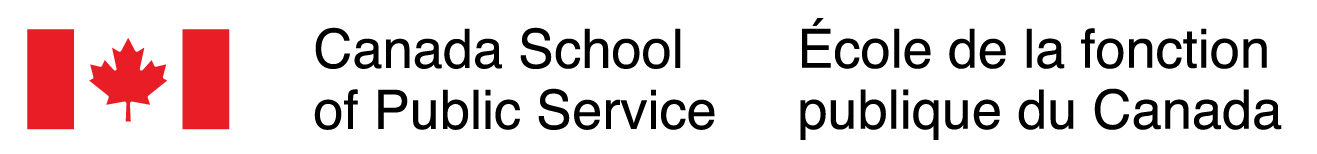 Canada School
of Public Service
École de la fonction
publique du Canada